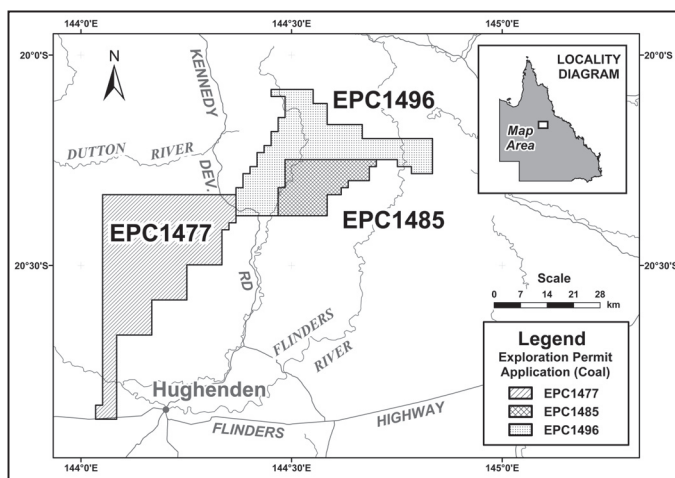 144°0'E
144°30'E
145°0'E
20°0'S
20°0'S
N
KENNEDY
DEV.
RD
DUTTON RIVER
EPC1496
LOCALITY
DIAGRAM
Map
Area
EPC1485
EPC1477
20°30'S
20°30'S
Scale
0 7 14 21 28
km
FLINDERS
RIVER
Legend
Exploration Permit
Application (Coal)
EPC1477
EPC1485
EPC1496
Hughenden
FLINDERS
HIGHWAY
144°0'E
144°30'E
145°0'E